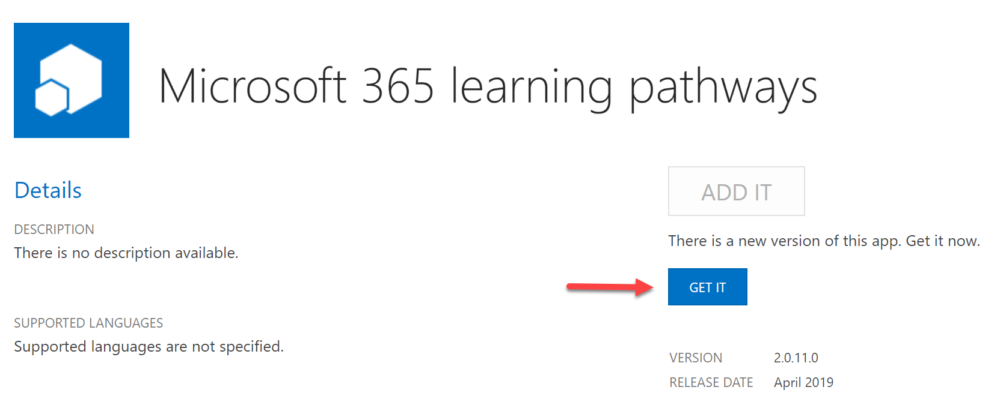 Microsoft 365 learning pathways
Details
DESCRIPTION
There is no description available.
SUPPORTED LANGUAGES
Supported languages are not specified.
ADD IT
There is a new version of this app. Get it now.
GET IT
VERSION 2.0.11.0
RELEASE DATE April 2019